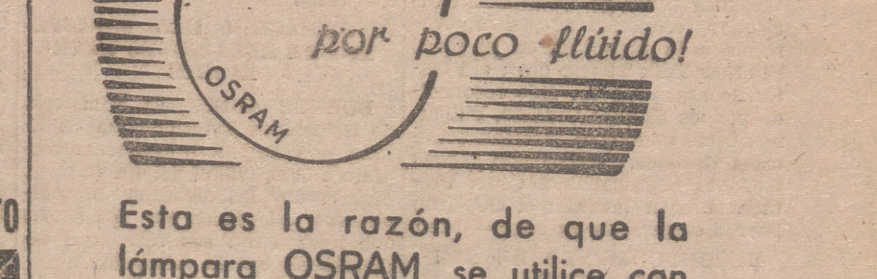 por poco flúido!
OSRAM
Esta es la razón, de que la
lámpara OSRAM se utilice con